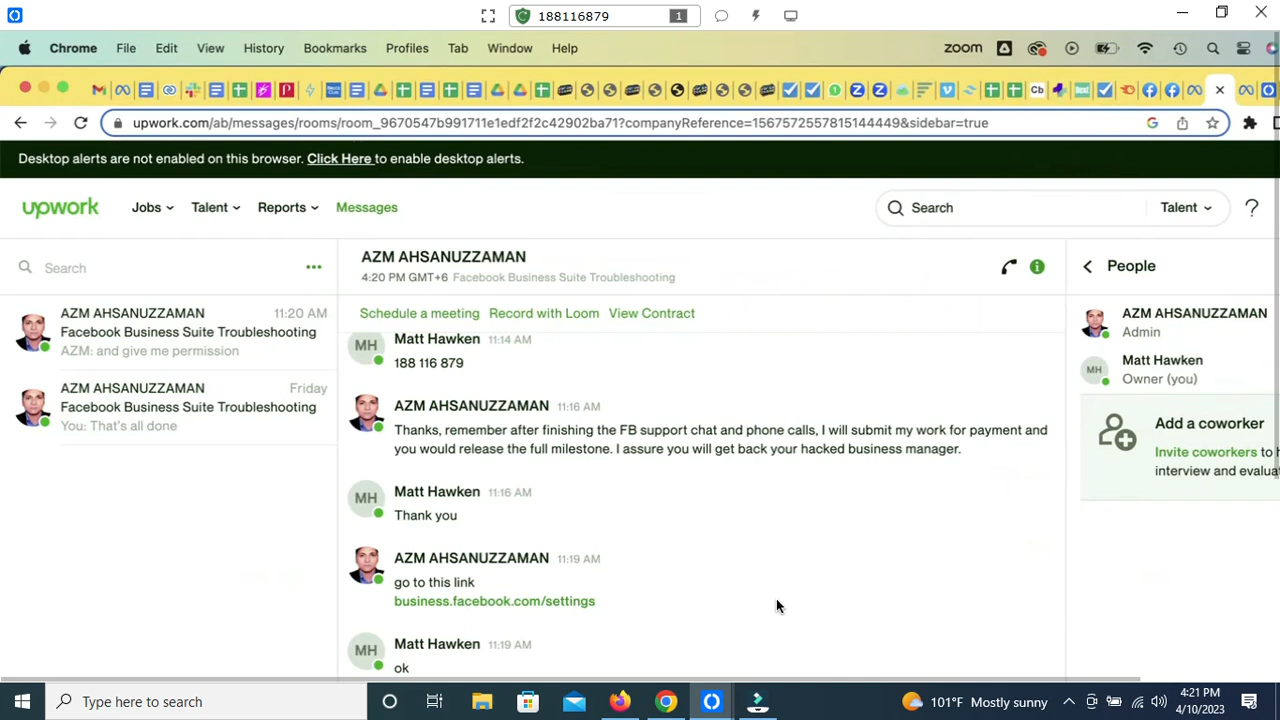 188116879 1
Chrome File Edit View History Bookmarks Profiles Tab Window Help zoom
upwork.com/ab/messages/rooms/room_9670547b991711e1edf2f2c42902ba71?companyReference=1567572557815144449&sidebar=true
Desktop alerts are not enabled on this browser. Click Here to enable desktop alerts.
upwork Jobs Talent Reports Messages Search Talent ?
Search
AZM AHSANUZZAMAN 11:20 AM
Facebook Business Suite Troubleshooting
AZM: and give me permission
AZM AHSANUZZAMAN Friday
Facebook Business Suite Troubleshooting
You: That's all done
AZM AHSANUZZAMAN
4:20 PM GMT+6 Facebook Business Suite Troubleshooting
Schedule a meeting Record with Loom View Contract
MH Matt Hawken 11:14 AM
188 116 879
AZM AHSANUZZAMAN 11:16 AM
Thanks, remember after finishing the FB support chat and phone calls, I will submit my work for payment and
you would release the full milestone. I assure you will get back your hacked business manager.
MH Matt Hawken 11:16 AM
Thank you
AZM AHSANUZZAMAN 11:19 AM
go to this link
business.facebook.com/settings
MH Matt Hawken 11:19 AM
ok
People
AZM AHSANUZZAMAN
Admin
MH Matt Hawken
Owner (you)
Add a coworker
Invite coworkers to
interview and evalua
Type here to search
101°F Mostly sunny
4:21 PM
4/10/2023